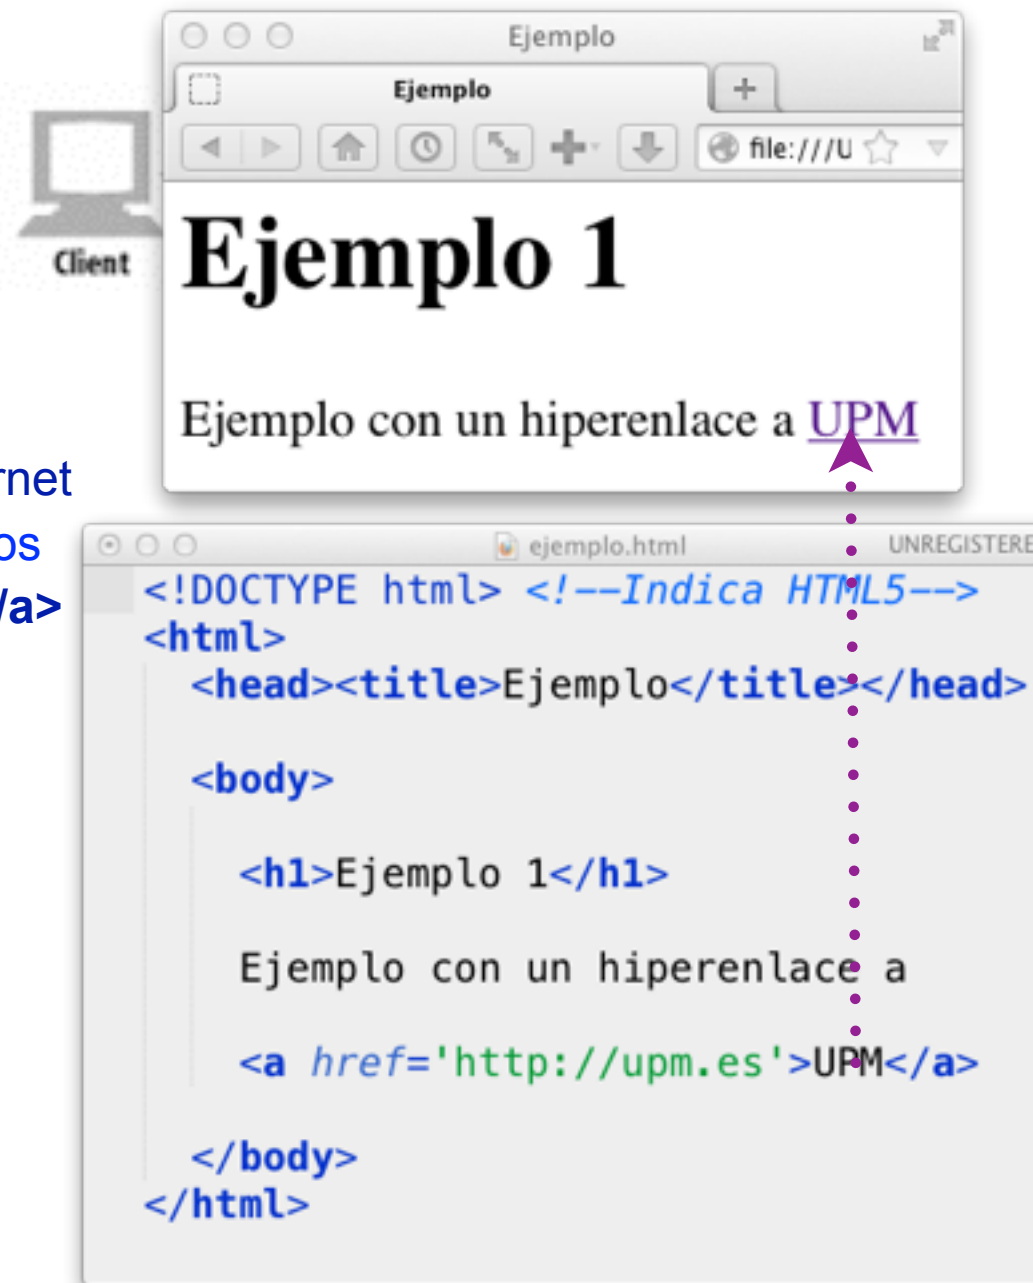 Ejemplo
Ejemplo
file:///U
Client
Ejemplo 1
Ejemplo con un hiperenlace a UPM
rnet
os
/a>
ejemplo.html UNREGISTERE
<!DOCTYPE html> <!--Indica HTML5-->
<html>
<head><title>Ejemplo</title></head>
<body>
<h1>Ejemplo 1</h1>
Ejemplo con un hiperenlace a
<a href='http://upm.es'>UPM</a>
</body>
</html>